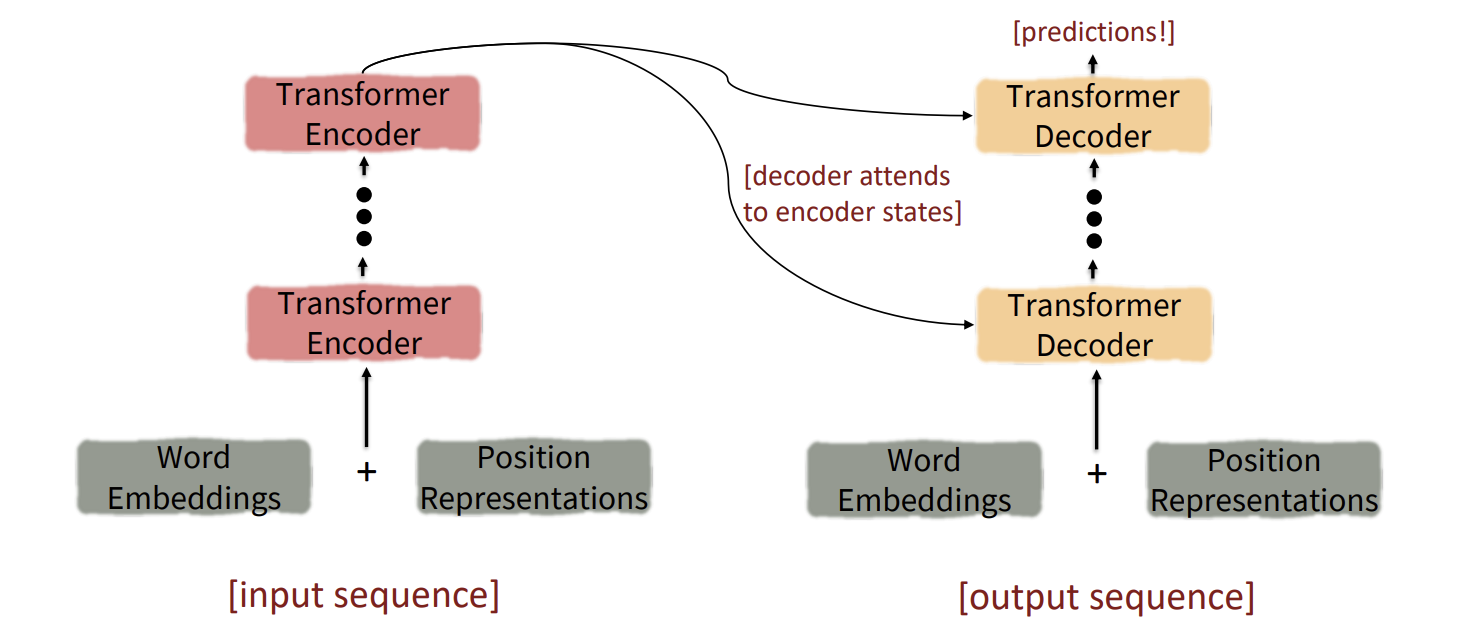 Transformer
Encoder
Transformer
Encoder
Word
Embeddings
+
Position
Representations
[input sequence]
[decoder attends
to encoder states]
[predictions!]
Transformer
Decoder
Transformer
Decoder
Word
Embeddings
+
Position
Representations
[output sequence]